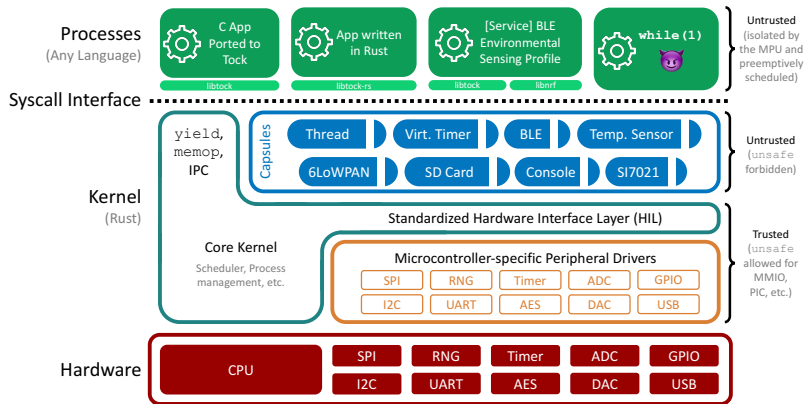 Processes
(Any Language)
C App
Ported to
Tock
libtock
App written
in Rust
libtock-rs
[Service] BLE
Environmental
Sensing Profile
libtock
libnrf
while(1)
Untrusted
(isolated by
the MPU and
preemptively
scheduled)
Syscall Interface
Kernel
(Rust)
yield,
memop,
IPC
Capsules
Thread
Virt. Timer
BLE
Temp. Sensor
6LoWPAN
SD Card
Console
SI7021
Untrusted
(unsafe
forbidden)
Standardized Hardware Interface Layer (HIL)
Core Kernel
Scheduler, Process
management, etc.
Microcontroller-specific Peripheral Drivers
SPI
RNG
Timer
ADC
GPIO
I2C
UART
AES
DAC
USB
Trusted
(unsafe
allowed for
MMIO,
PIC, etc.)
Hardware
CPU
SPI
RNG
Timer
ADC
GPIO
I2C
UART
AES
DAC
USB